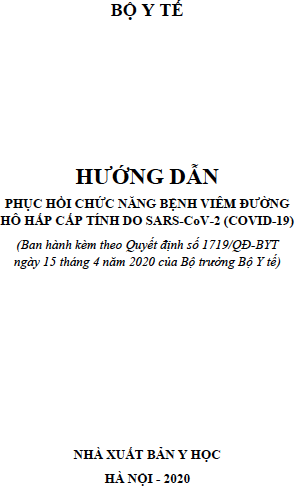 BỘ Y TẾ
HƯỚNG DẪN
PHỤC HỒI CHỨC NĂNG BỆNH VIÊM ĐƯỜNG
HÔ HẤP CẤP TÍNH DO SARS-CoV-2 (COVID-19)
(Ban hành kèm theo Quyết định số 1719/QĐ-BYT
ngày 15 tháng 4 năm 2020 của Bộ trưởng Bộ Y tế)
NHÀ XUẤT BẢN Y HỌC
HÀ NỘI - 2020